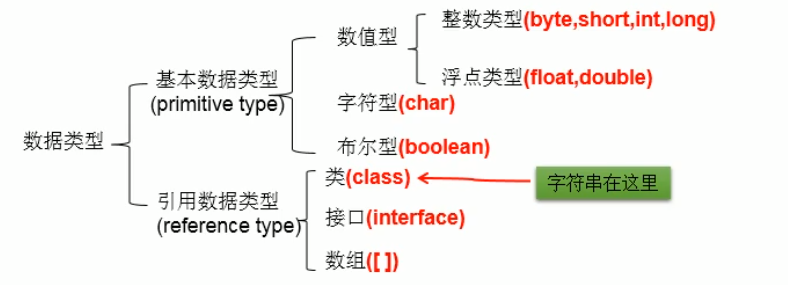 整数类型(byte,short,int,long)
数值型
浮点类型(float,double)
基本数据类型
(primitive type)
字符型(char)
数据类型
布尔型(boolean)
类(class)
字符串在这里
引用数据类型
(reference type)
接口(interface)
数组([ ])